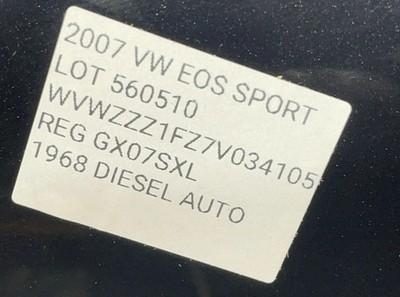 2007 VW EOS SPORT
LOT 560510
WVWZZZ1FZ7V034105
REG GX07SXL
1968 DIESEL AUTO